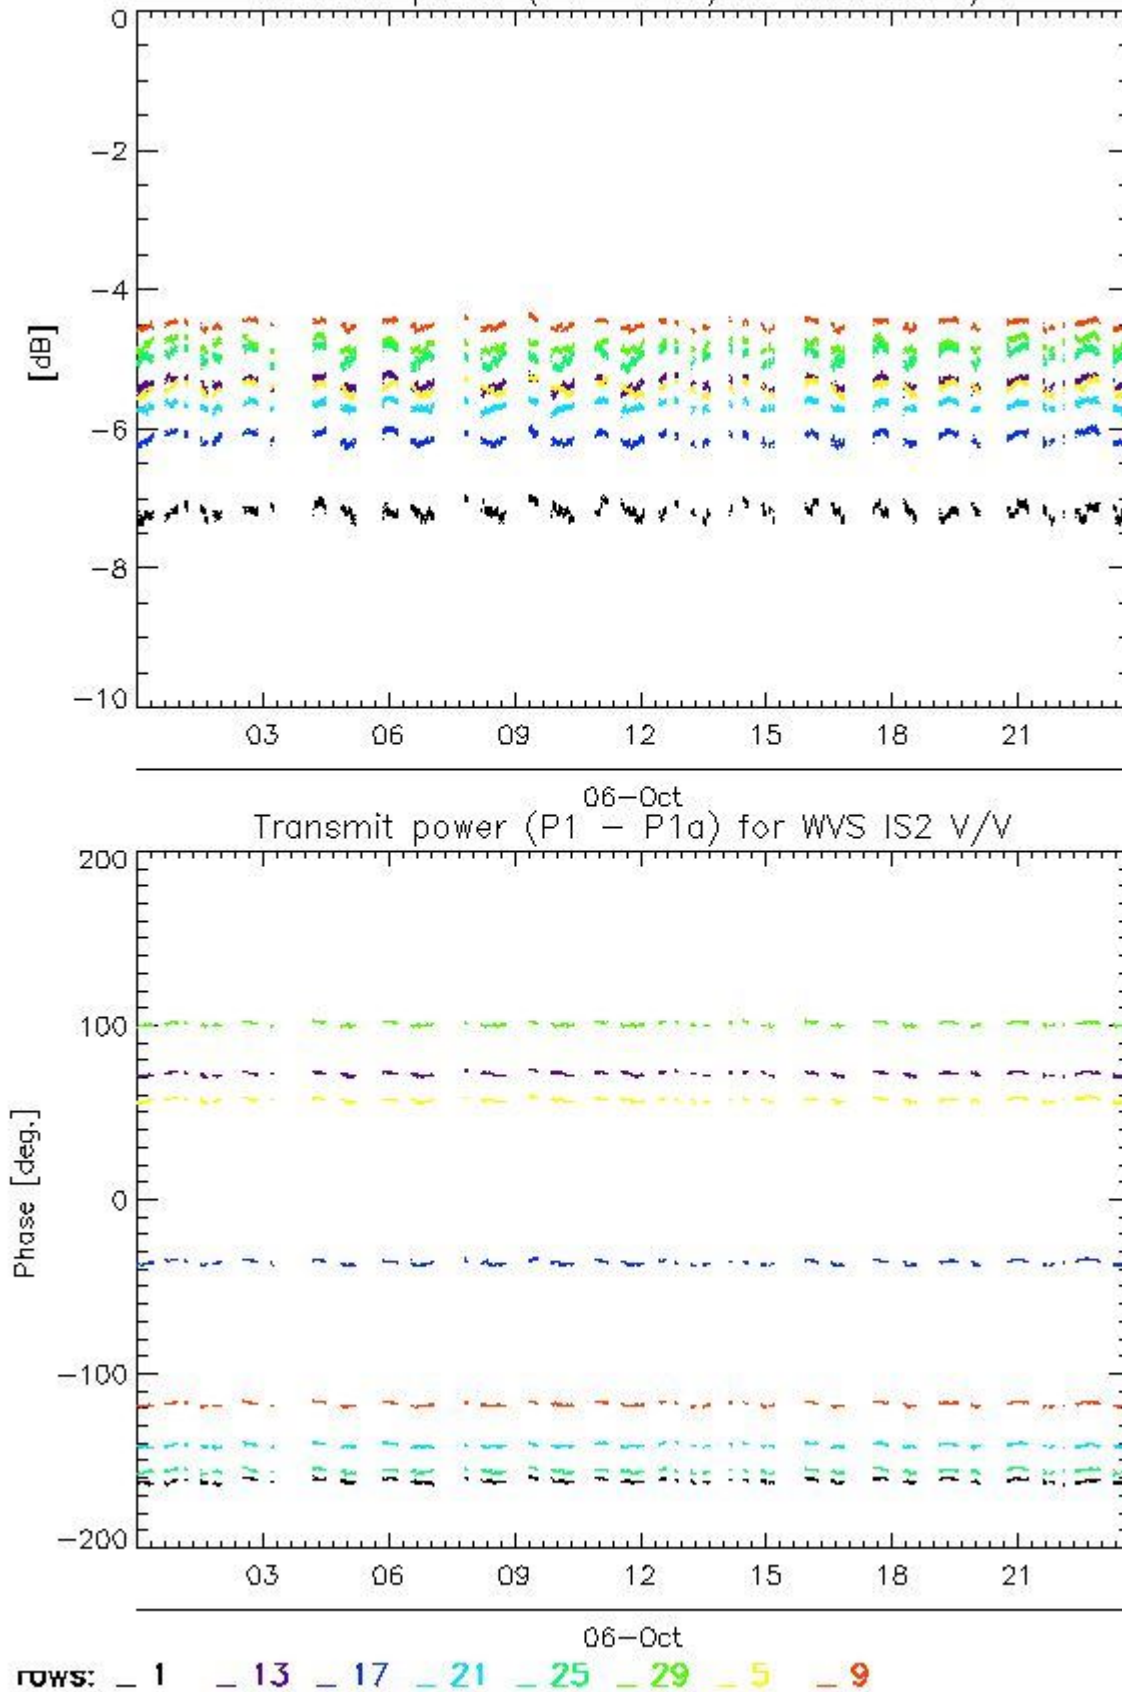 0
-2
-4
[dB]
-6
-8
-10
03 06 09 12 15 18 21
06-Oct
Transmit power (P1 - P1a) for WVS IS2 V/V
200
100
Phase [deg.]
0
-100
-200
03 06 09 12 15 18 21
06-Oct
rows: _ 1 _ 13 _ 17 _ 21 _ 25 _ 29 _ 5 _ 9